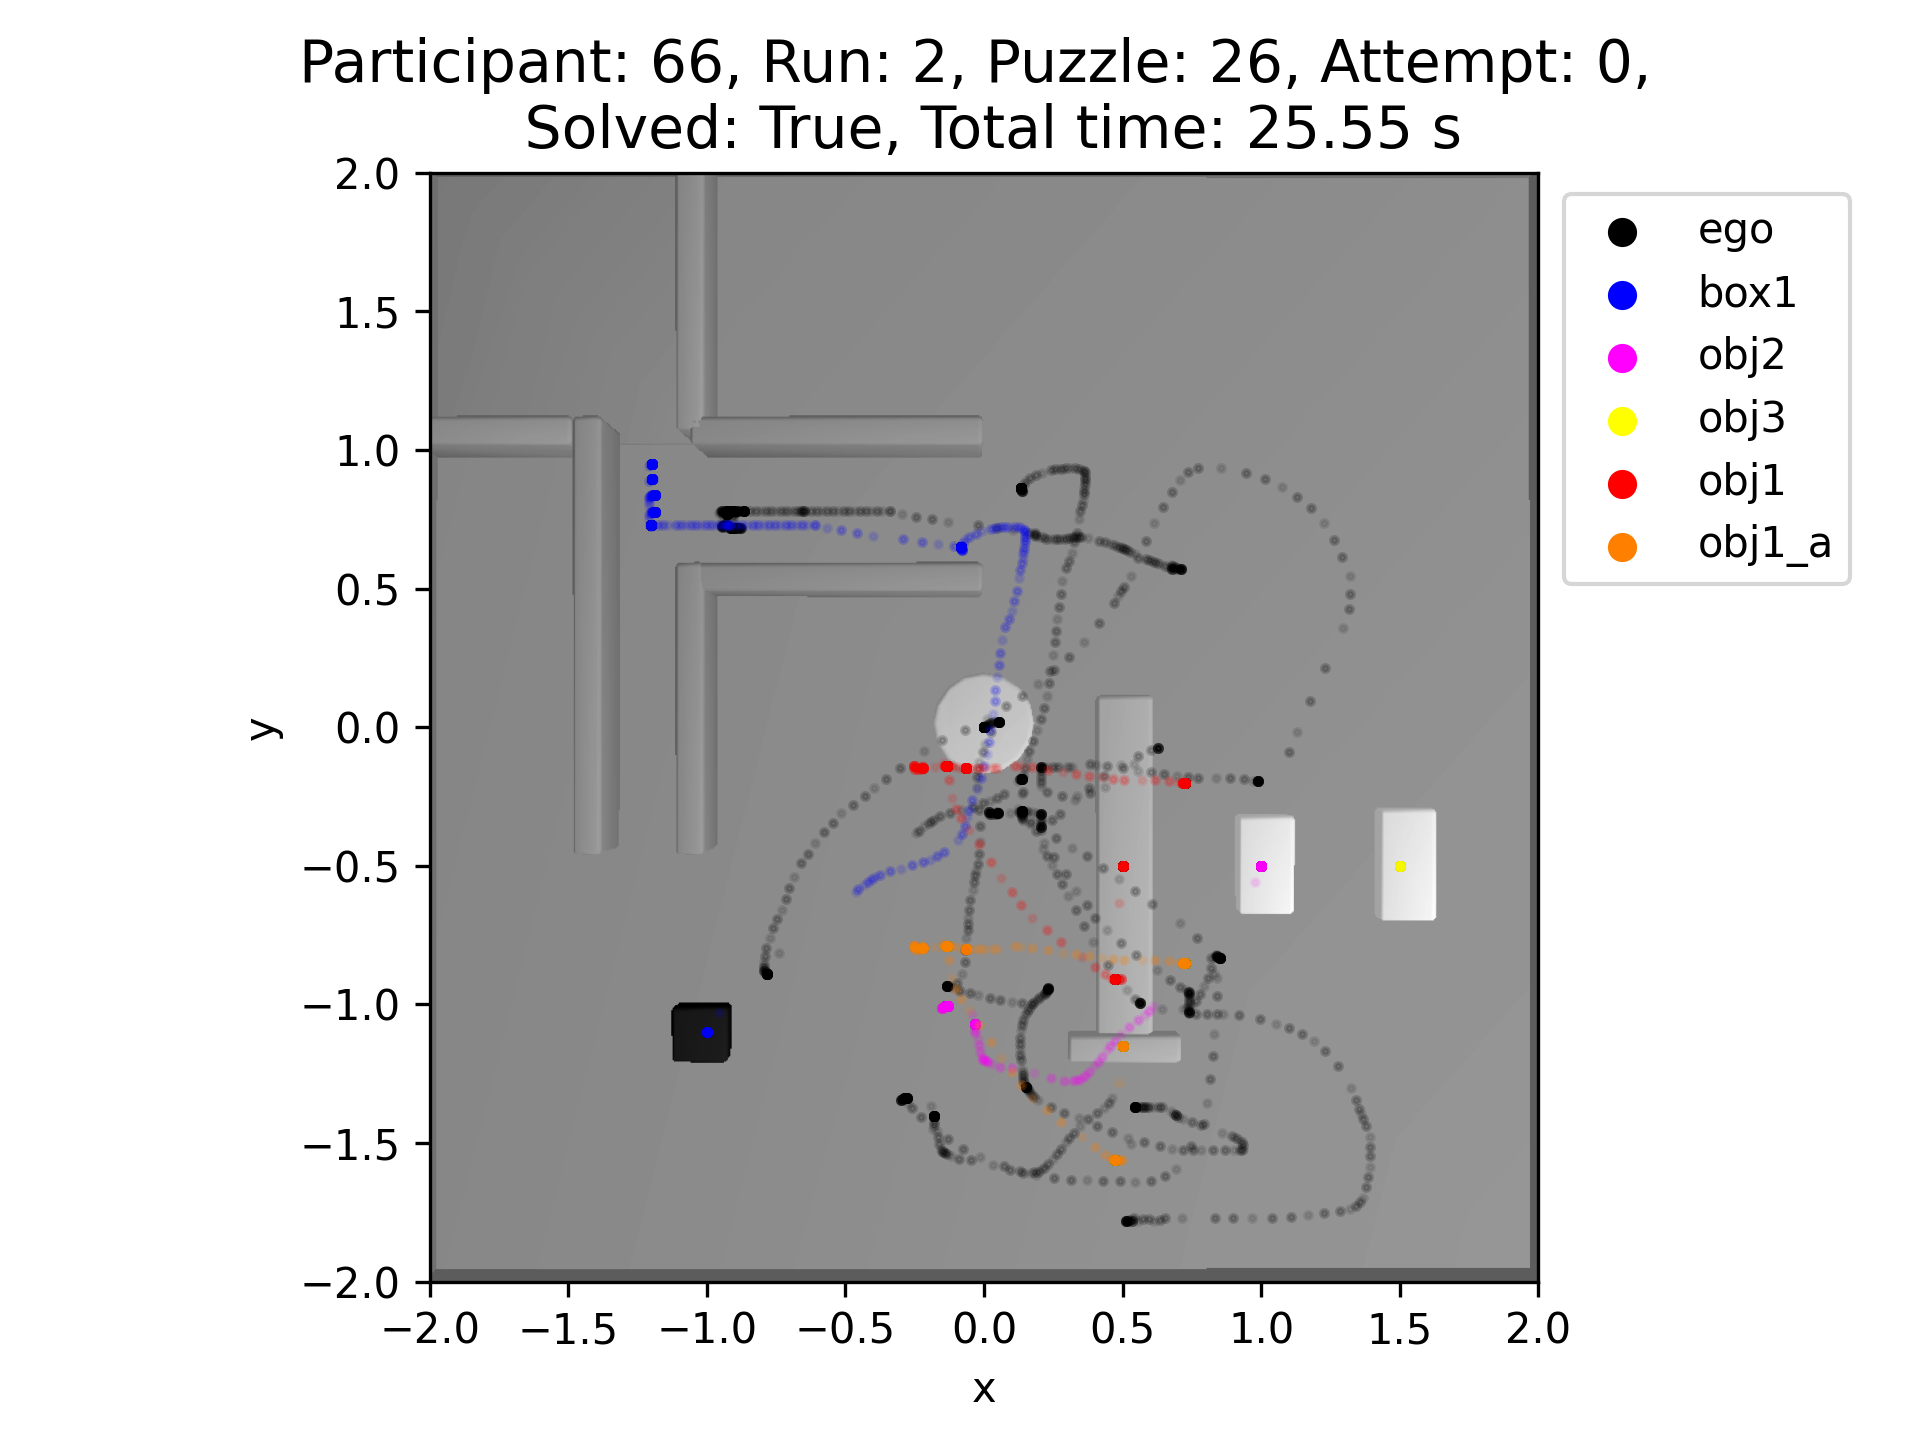 Participant: 66, Run: 2, Puzzle: 26, Attempt: 0,
Solved: True, Total time: 25.55 s
2.0
1.5
1.0
0.5
0.0
−0.5
−1.0
−1.5
−2.0
y
−2.0 −1.5 −1.0 −0.5 0.0 0.5 1.0 1.5 2.0
x
ego
box1
obj2
obj3
obj1
obj1_a